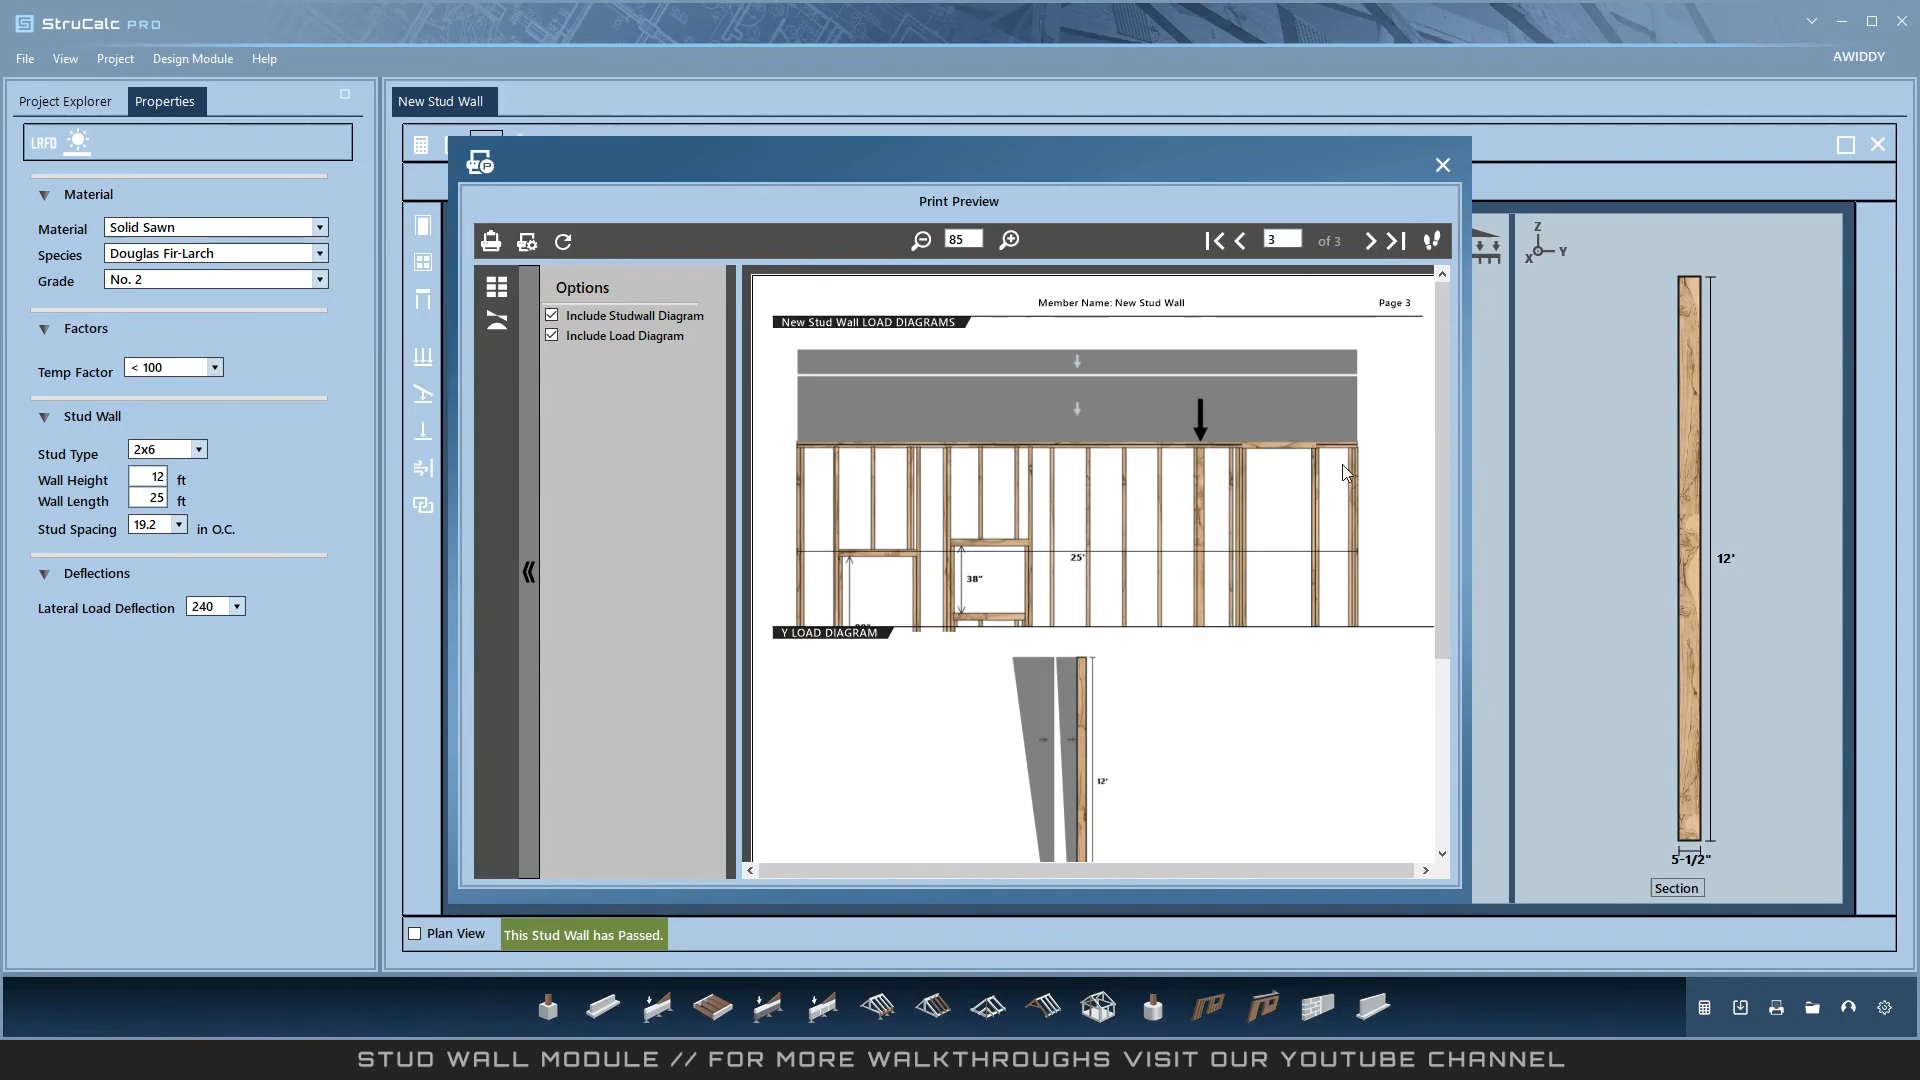 StruCalc PRO
File View Project Design Module Help
AWIDDY
Project Explorer Properties
New Stud Wall
LRFD
Material
Material Solid Sawn
Species Douglas Fir-Larch
Grade No. 2
Factors
Temp Factor < 100
Stud Wall
Stud Type 2x6
Wall Height 12 ft
Wall Length 25 ft
Stud Spacing 19.2 in O.C.
Deflections
Lateral Load Deflection 240
Print Preview
85
3 of 3
Options
Include Studwall Diagram
Include Load Diagram
Member Name: New Stud Wall Page 3
New Stud Wall LOAD DIAGRAMS
25'
38"
Y LOAD DIAGRAM
12'
Z
X Y
12'
5-1/2"
Section
Plan View This Stud Wall has Passed.
STUD WALL MODULE // FOR MORE WALKTHROUGHS VISIT OUR YOUTUBE CHANNEL